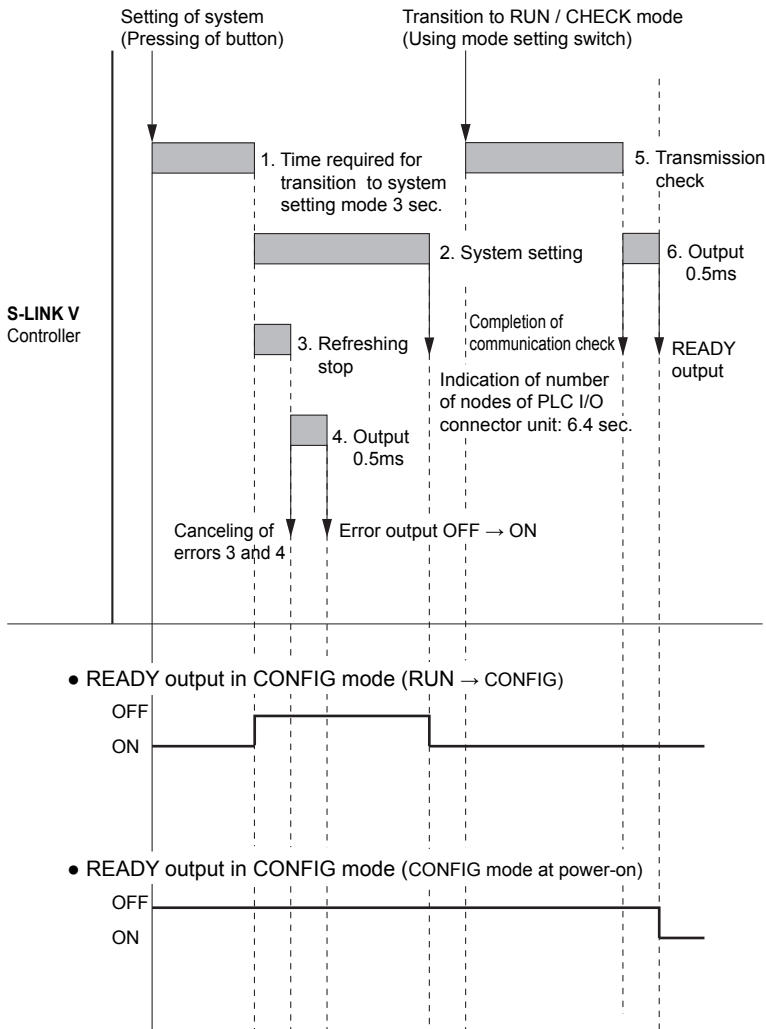 Setting of system
(Pressing of button)
Transition to RUN / CHECK mode
(Using mode setting switch)
1. Time required for
transition to system
setting mode 3 sec.
5. Transmission
check
2. System setting
6. Output
0.5ms
S-LINK V
Controller
3. Refreshing
stop
Completion of
communication check
READY
output
Indication of number
of nodes of PLC I/O
connector unit: 6.4 sec.
4. Output
0.5ms
Canceling of
errors 3 and 4
Error output OFF → ON
● READY output in CONFIG mode (RUN → CONFIG)
OFF
ON
● READY output in CONFIG mode (CONFIG mode at power-on)
OFF
ON